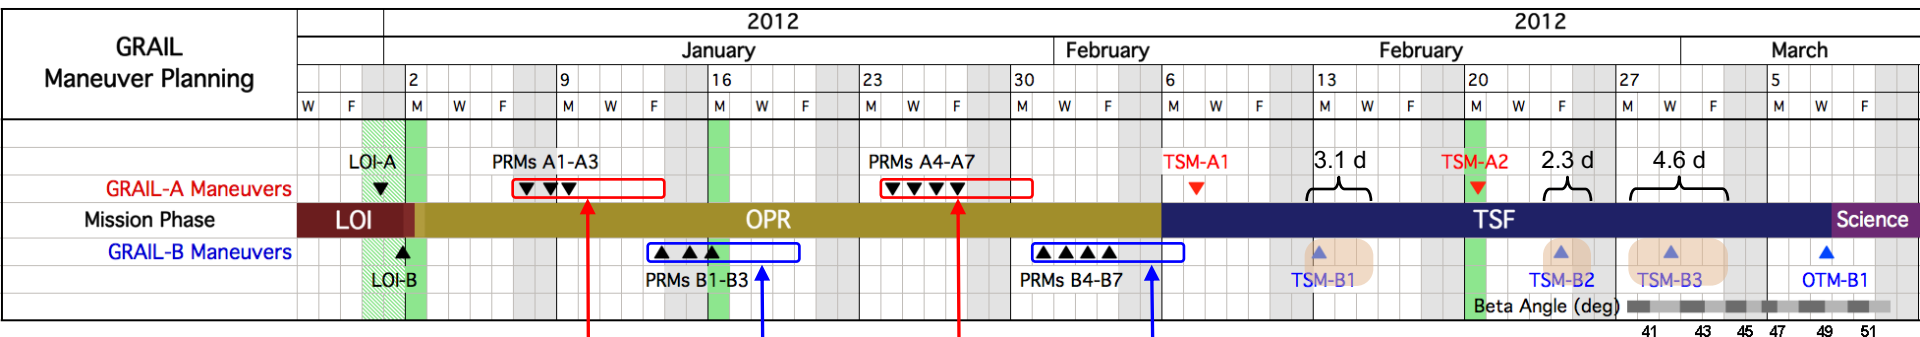 GRAIL
Maneuver Planning
2012 2012
January February February March
2 9 16 23 30 6 13 20 27 5
W F M W F M W F M W F M W F M W F M W F M W F M W F M W F M W F
LOI-A PRMs A1-A3 PRMs A4-A7 TSM-A1 3.1 d TSM-A2 2.3 d 4.6 d
GRAIL-A Maneuvers
Mission Phase LOI OPR TSF Science
GRAIL-B Maneuvers
LOI-B PRMs B1-B3 PRMs B4-B7 TSM-B1 TSM-B2 TSM-B3 OTM-B1
Beta Angle (deg)
41 43 45 47 49 51